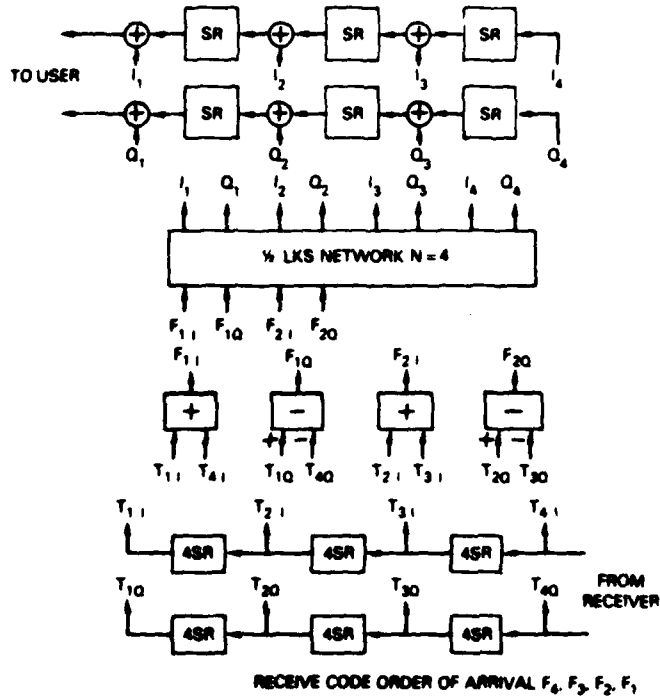 SR SR SR
TO USER I₁ I₂ I₃ I₄
SR SR SR
Q₁ Q₂ Q₃ Q₄
I₁ Q₁ I₂ Q₂ I₃ Q₃ I₄ Q₄
½ LKS NETWORK N = 4
F₁I F₁Q F₂I F₂Q
F₁I F₁Q F₂I F₂Q
+ − + −
+ − + −
T₁I T₄I T₁Q T₄Q T₂I T₃I T₂Q T₃Q
T₁I T₂I T₃I T₄I
4SR 4SR 4SR
FROM
RECEIVER
T₁Q T₂Q T₃Q T₄Q
4SR 4SR 4SR
RECEIVE CODE ORDER OF ARRIVAL F₄, F₃, F₂, F₁